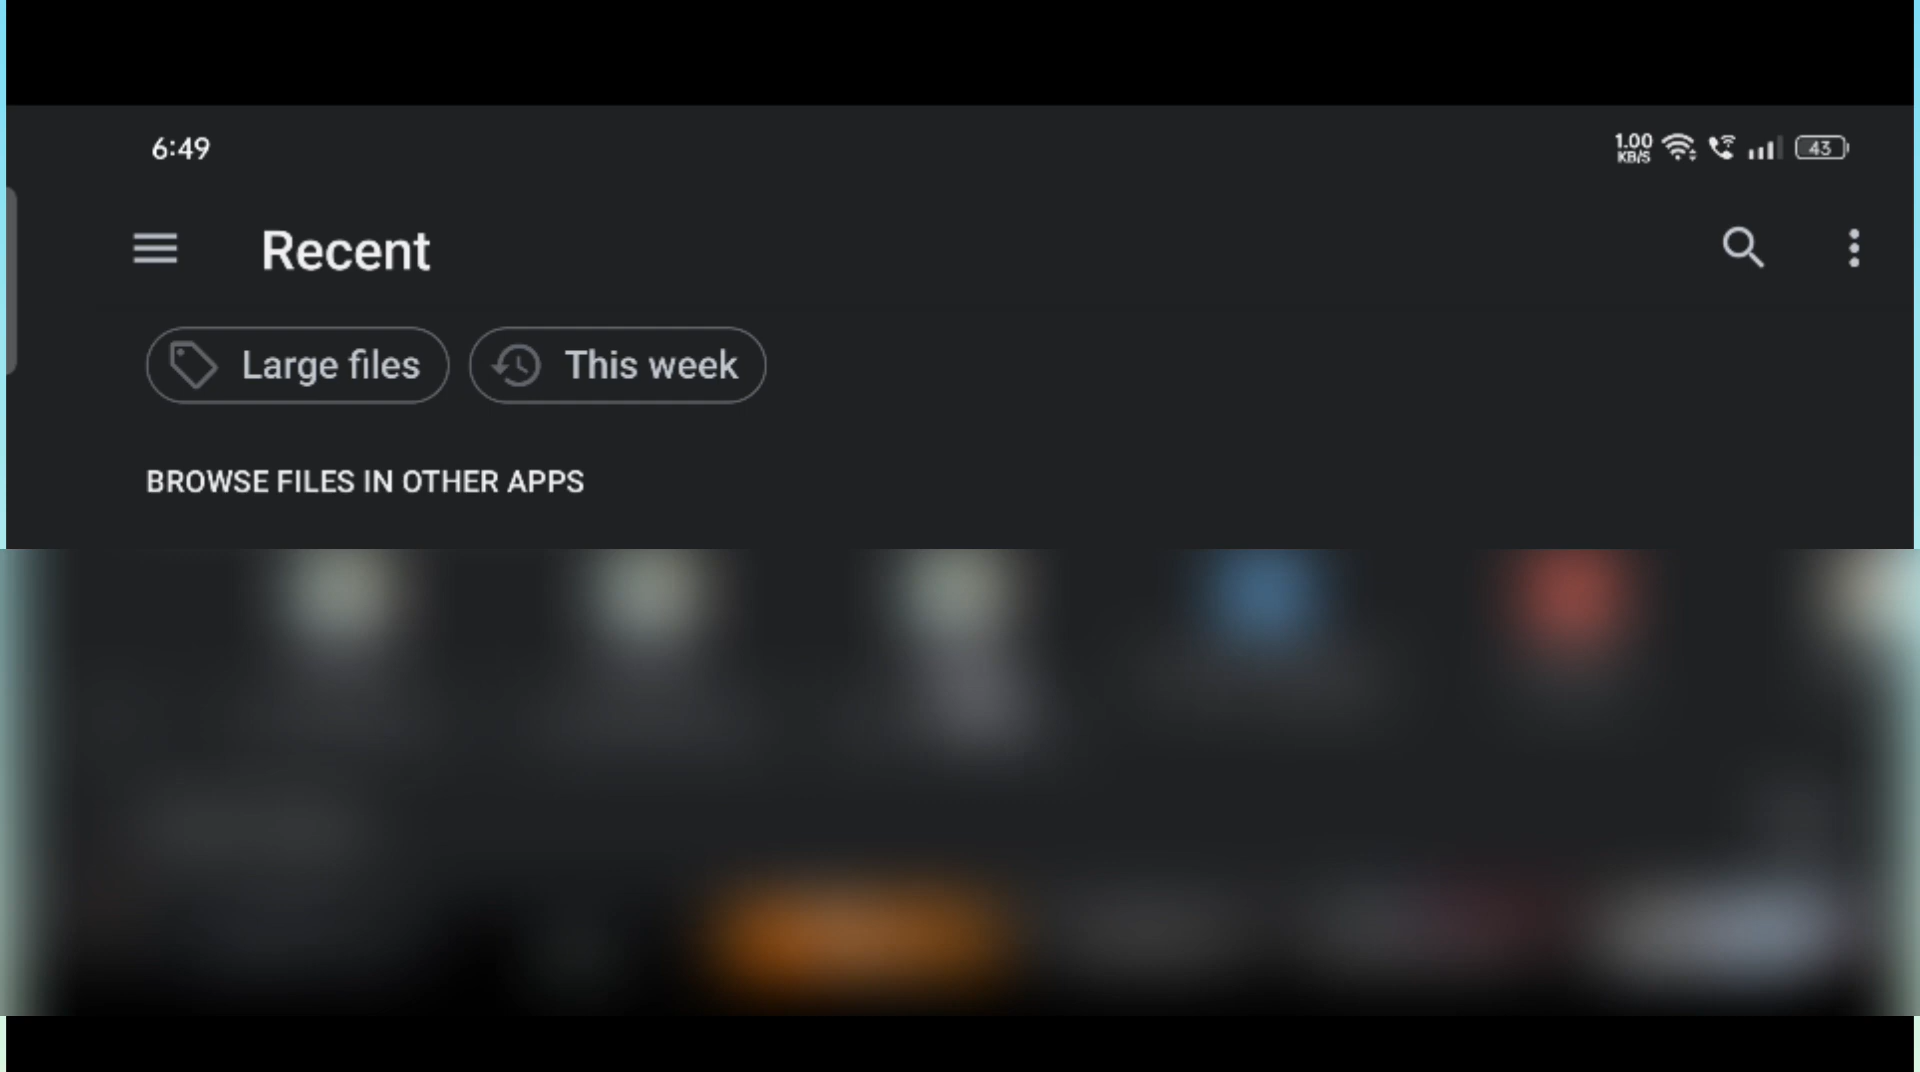 6:49
1.00
KB/S
43
Recent
Large files
This week
BROWSE FILES IN OTHER APPS